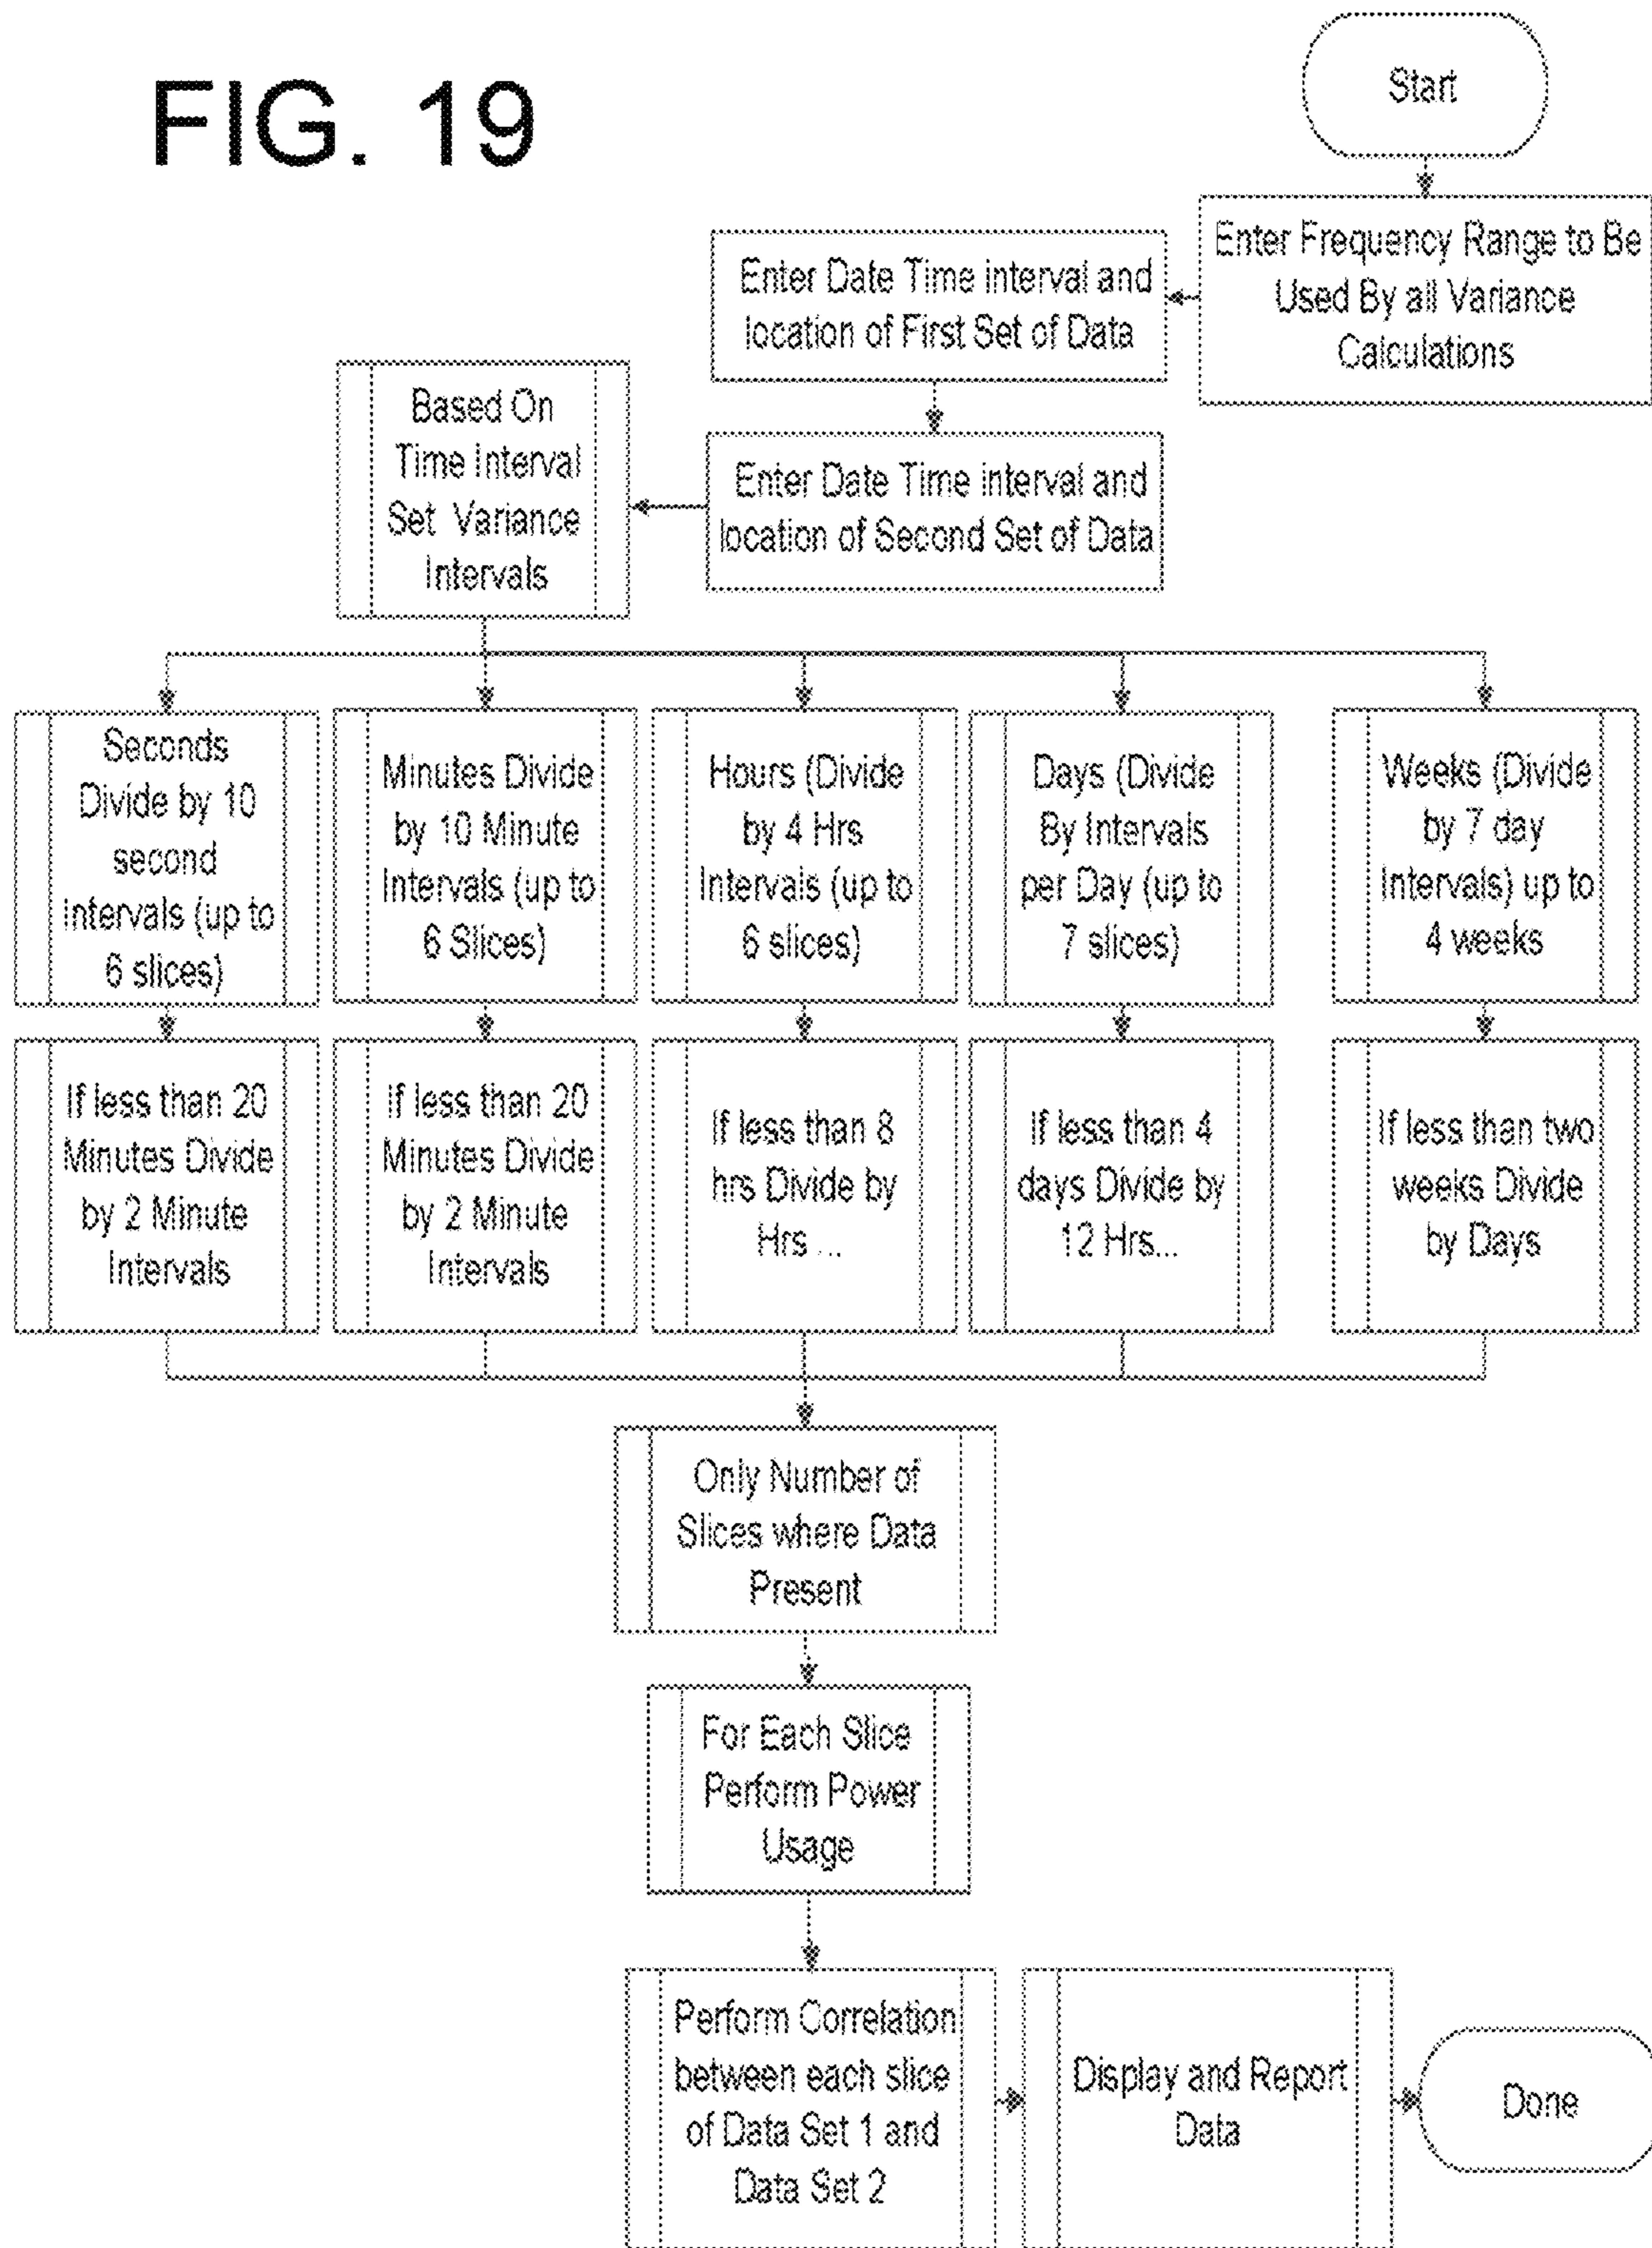 FIG. 19
Start
Enter Frequency Range to Be
Used By all Variance
Calculations
Enter Date Time interval and
location of First Set of Data
Enter Date Time interval and
location of Second Set of Data
Based On
Time Interval
Set Variance
Intervals
Seconds
Divide by 10
second
intervals (up to
6 slices)
Minutes Divide
by 10 Minute
Intervals (up to
6 Slices)
Hours (Divide
by 4 Hrs
Intervals (up to
6 slices)
Days (Divide
By Intervals
per Day (up to
7 slices)
Weeks (Divide
by 7 day
Intervals) up to
4 weeks
If less than 20
Minutes Divide
by 2 Minute
Intervals
If less than 20
Minutes Divide
by 2 Minute
Intervals
If less than 8
hrs Divide by
Hrs ...
If less than 4
days Divide by
12 Hrs...
If less than two
weeks Divide
by Days
Only Number of
Slices where Data
Present
For Each Slice
Perform Power
Usage
Perform Correlation
between each slice
of Data Set 1 and
Data Set 2
Display and Report
Data
Done